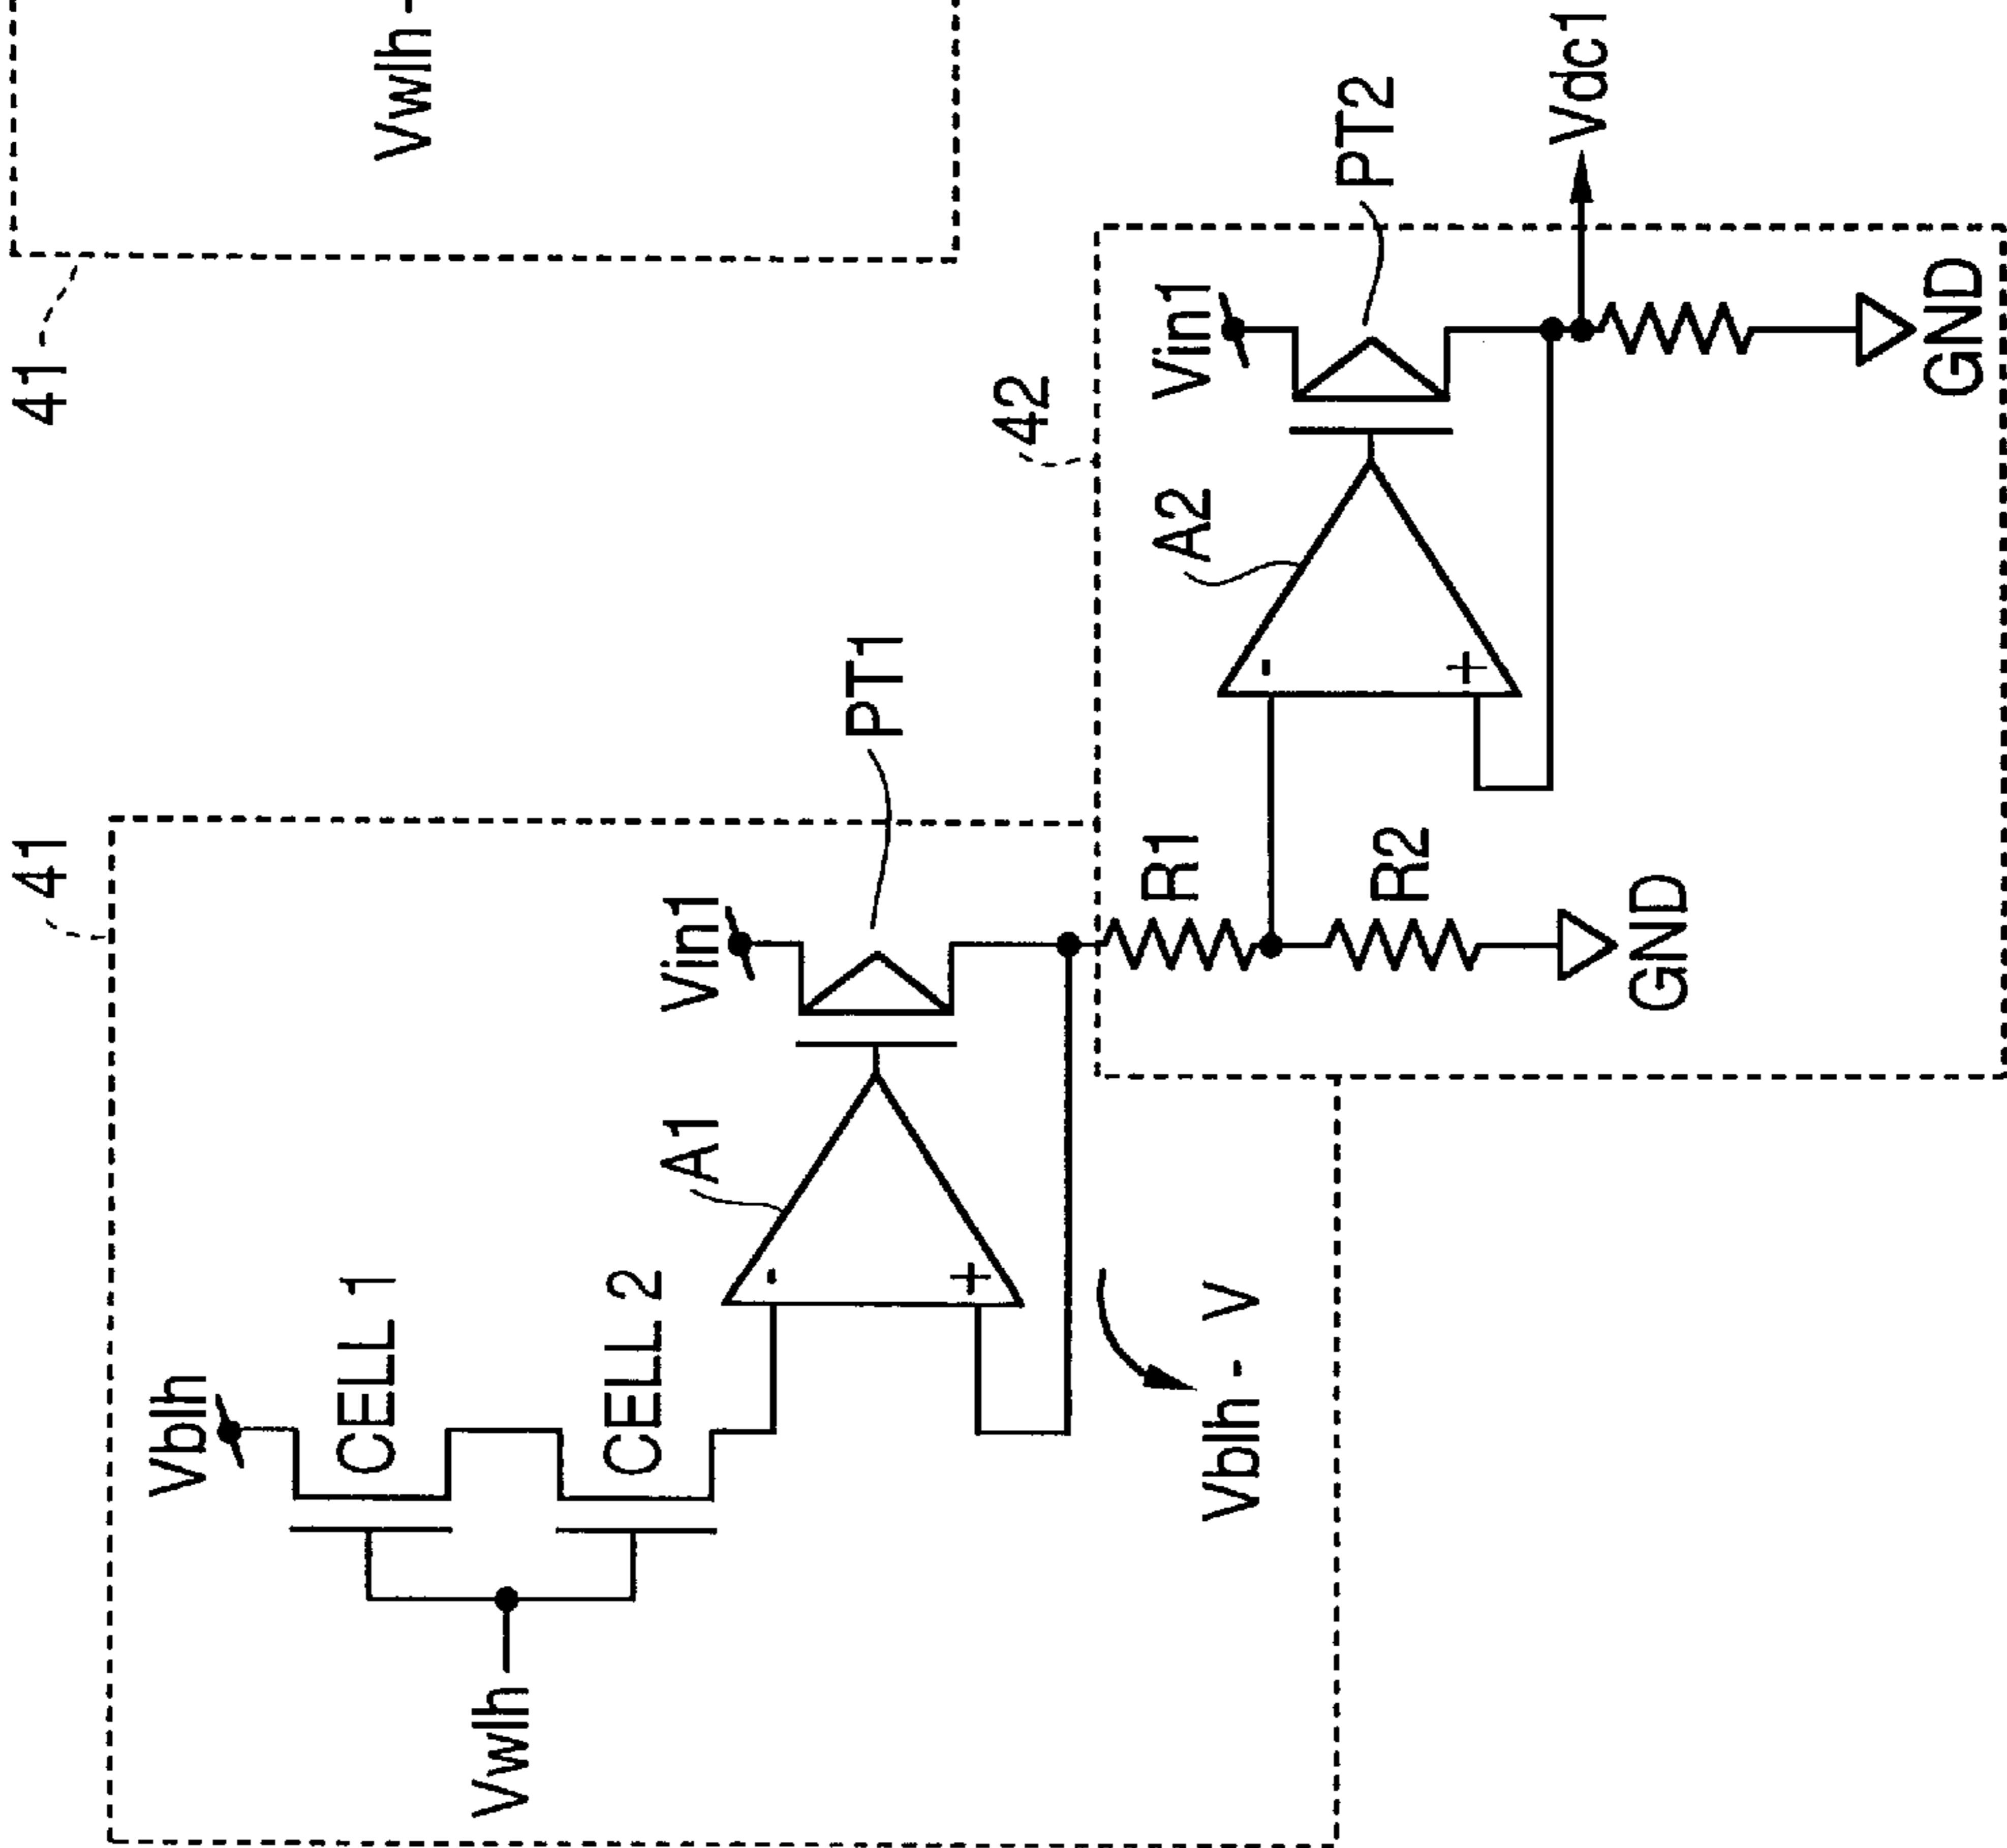 41
Vwlh
41
Vblh
CELL 1
CELL 2
Vwlh
A1
Vin1
PT1
Vblh - V
42
R1
R2
GND
A2
Vin1
PT2
Vdc1
GND
-
+
-
+